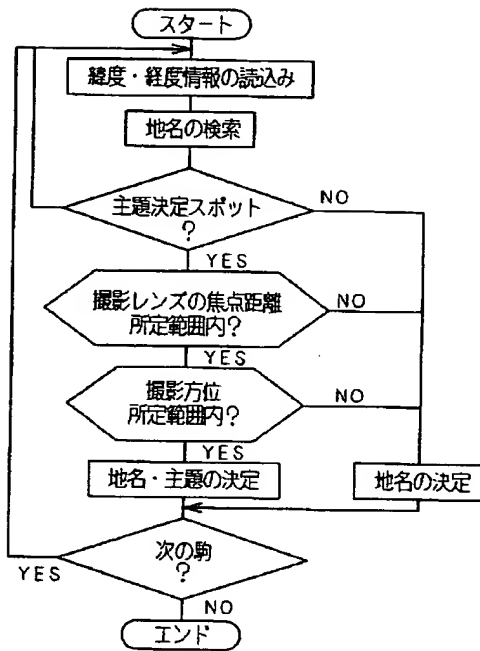 スタート
緯度・経度情報の読込み
地名の検索
主題決定スポット
?
NO
YES
撮影レンズの焦点距離
所定範囲内?
NO
YES
撮影方位
所定範囲内?
NO
YES
地名・主題の決定
地名の決定
次の駒
?
YES
NO
エンド